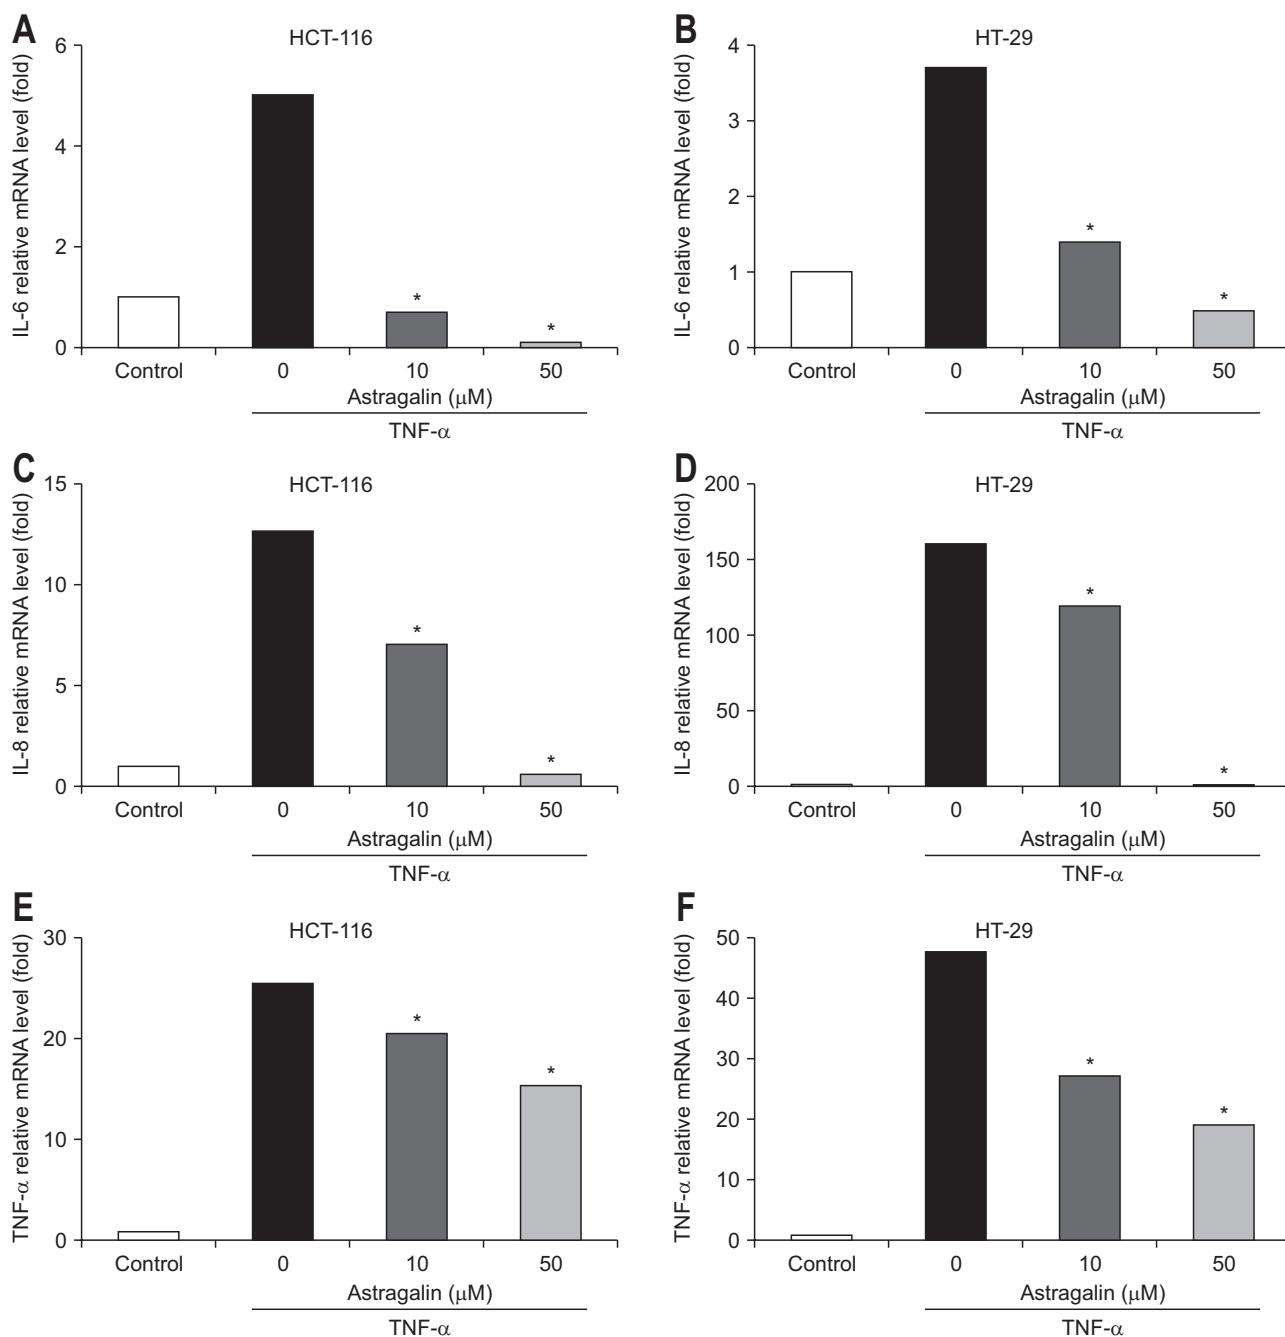 A
HCT-116
IL-6 relative mRNA level (fold)
6
4
2
0
*
*
Control 0 10 50
Astragalin (μM)
TNF-α
B
HT-29
IL-6 relative mRNA level (fold)
4
3
2
1
0
*
*
Control 0 10 50
Astragalin (μM)
TNF-α
C
HCT-116
IL-8 relative mRNA level (fold)
15
10
5
0
*
*
Control 0 10 50
Astragalin (μM)
TNF-α
D
HT-29
IL-8 relative mRNA level (fold)
200
150
100
50
0
*
*
Control 0 10 50
Astragalin (μM)
TNF-α
E
HCT-116
TNF-α relative mRNA level (fold)
30
20
10
0
*
*
Control 0 10 50
Astragalin (μM)
TNF-α
F
HT-29
TNF-α relative mRNA level (fold)
50
40
30
20
10
0
*
*
Control 0 10 50
Astragalin (μM)
TNF-α